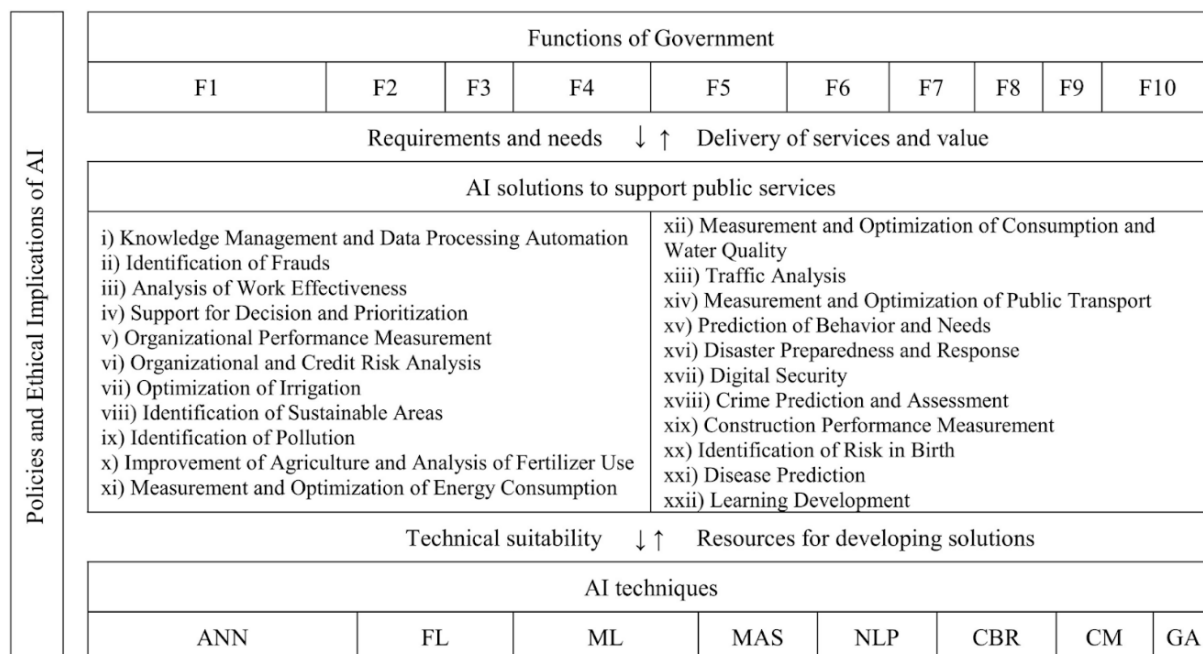 Policies and Ethical Implications of AI
Functions of Government
F1 F2 F3 F4 F5 F6 F7 F8 F9 F10
Requirements and needs ↓ ↑ Delivery of services and value
AI solutions to support public services
i) Knowledge Management and Data Processing Automation
ii) Identification of Frauds
iii) Analysis of Work Effectiveness
iv) Support for Decision and Prioritization
v) Organizational Performance Measurement
vi) Organizational and Credit Risk Analysis
vii) Optimization of Irrigation
viii) Identification of Sustainable Areas
ix) Identification of Pollution
x) Improvement of Agriculture and Analysis of Fertilizer Use
xi) Measurement and Optimization of Energy Consumption
xii) Measurement and Optimization of Consumption and
Water Quality
xiii) Traffic Analysis
xiv) Measurement and Optimization of Public Transport
xv) Prediction of Behavior and Needs
xvi) Disaster Preparedness and Response
xvii) Digital Security
xviii) Crime Prediction and Assessment
xix) Construction Performance Measurement
xx) Identification of Risk in Birth
xxi) Disease Prediction
xxii) Learning Development
Technical suitability ↓ ↑ Resources for developing solutions
AI techniques
ANN FL ML MAS NLP CBR CM GA